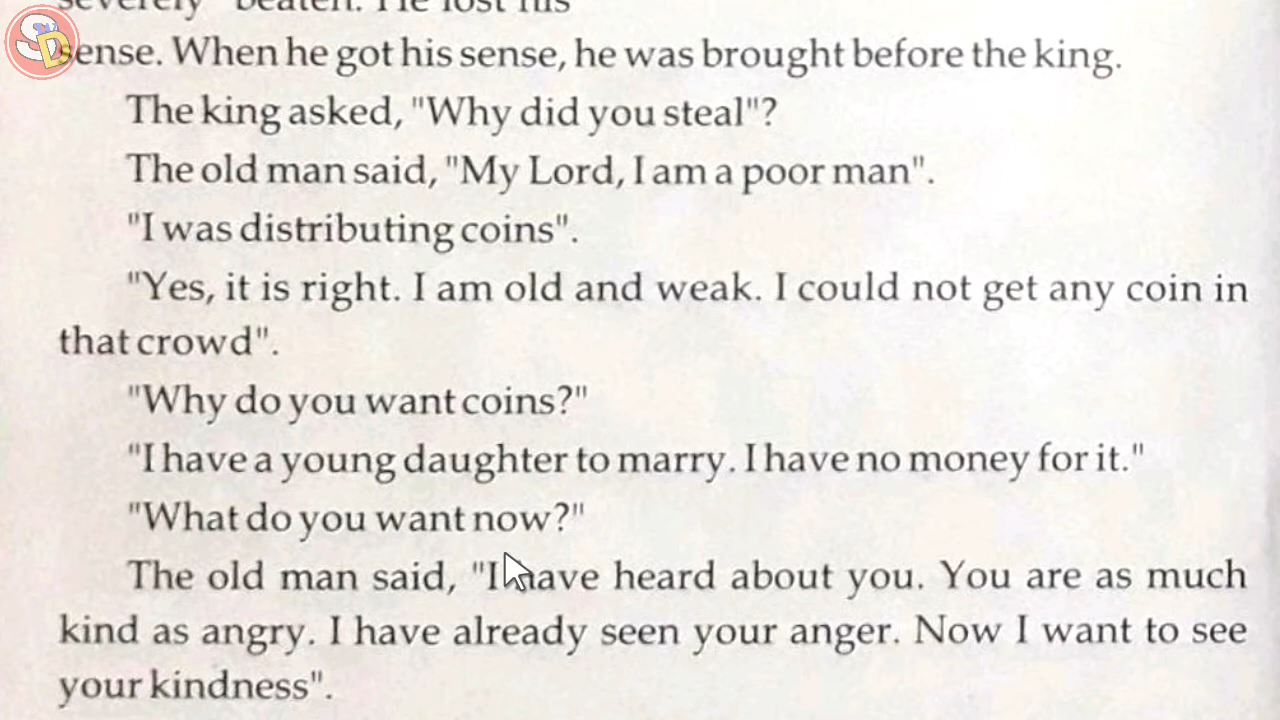 severely beaten. He lost his
sense. When he got his sense, he was brought before the king.
The king asked, "Why did you steal"?
The old man said, "My Lord, I am a poor man".
"I was distributing coins".
"Yes, it is right. I am old and weak. I could not get any coin in
that crowd".
"Why do you want coins?"
"I have a young daughter to marry. I have no money for it."
"What do you want now?"
The old man said, "I have heard about you. You are as much
kind as angry. I have already seen your anger. Now I want to see
your kindness".